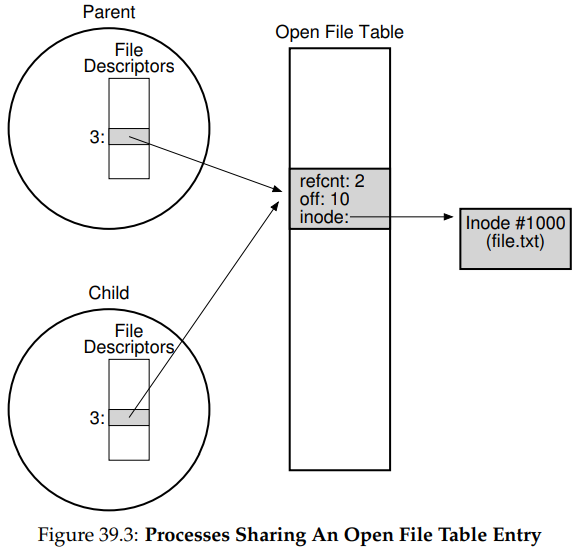 Parent
File
Descriptors
3:
Open File Table
refcnt: 2
off: 10
inode:
Inode #1000
(file.txt)
Child
File
Descriptors
3:
Figure 39.3: Processes Sharing An Open File Table Entry